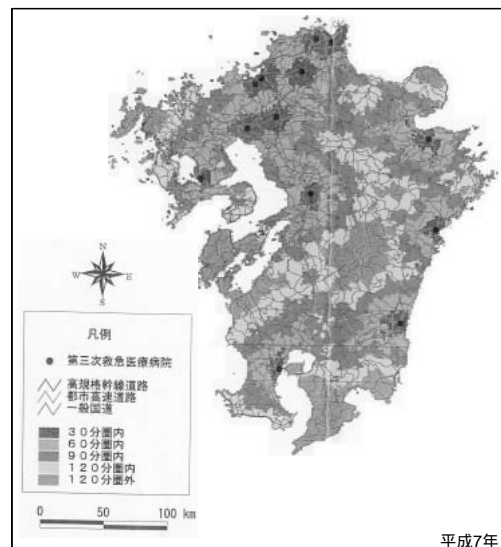 N
W E
S
凡例
第三次救急医療病院
高規格幹線道路
都市高速道路
一般国道
30分圏内
60分圏内
90分圏内
120分圏内
120分圏外
0 50 100 km
平成7年